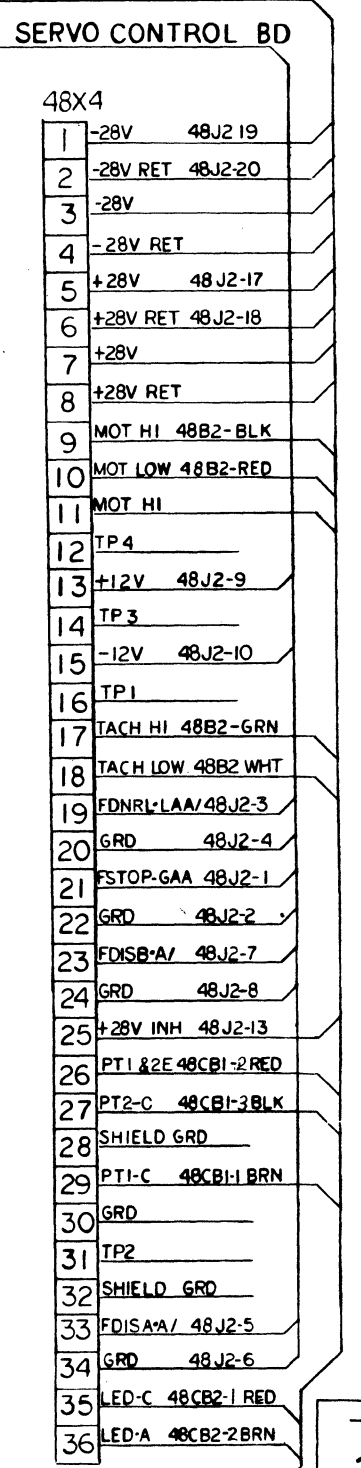 SERVO CONTROL BD
48X4
1 -28V 48J2 19
2 -28V RET 48J2-20
3 -28V
4 -28V RET
5 +28V 48J2-17
6 +28V RET 48J2-18
7 +28V
8 +28V RET
9 MOT HI 48B2-BLK
10 MOT LOW 48B2-RED
11 MOT HI
12 TP4
13 +12V 48J2-9
14 TP3
15 -12V 48J2-10
16 TP1
17 TACH HI 48B2-GRN
18 TACH LOW 48B2 WHT
19 FDNRL·LAA/ 48J2-3
20 GRD 48J2-4
21 FSTOP-GAA 48J2-1
22 GRD 48J2-2
23 FDISB·A/ 48J2-7
24 GRD 48J2-8
25 +28V INH 48J2-13
26 PT1 &2E 48CB1-2 RED
27 PT2-C 48CB1-3 BLK
28 SHIELD GRD
29 PT1-C 48CB1-1 BRN
30 GRD
31 TP2
32 SHIELD GRD
33 FDISA·A/ 48J2-5
34 GRD 48J2-6
35 LED-C 48CB2-1 RED
36 LED-A 48CB2-2 BRN